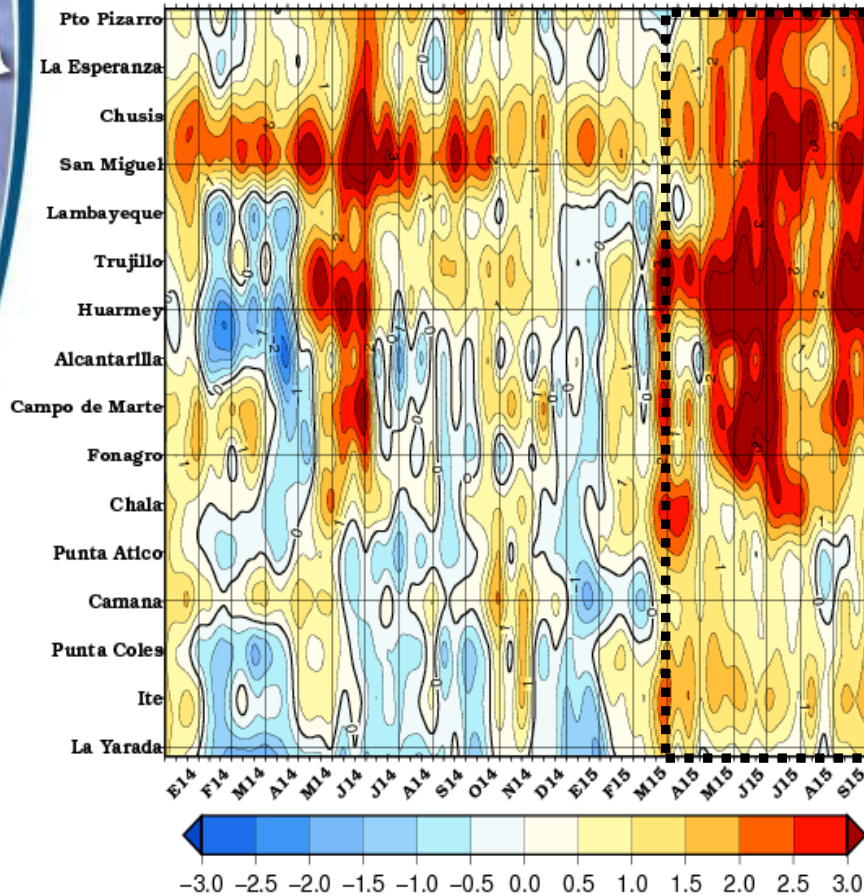 Pto Pizarro
La Esperanza
Chusis
San Miguel
Lambayeque
Trujillo
Huarmey
Alcantarilla
Campo de Marte
Fonagro
Chala
Punta Atico
Camana
Punta Coles
Ite
La Yarada
E14 F14 M14 A14 M14 J14 J14 A14 S14 O14 N14 D14 E15 F15 M15 A15 M15 J15 J15 A15 S15
−3.0 −2.5 −2.0 −1.5 −1.0 −0.5 0.0 0.5 1.0 1.5 2.0 2.5 3.0